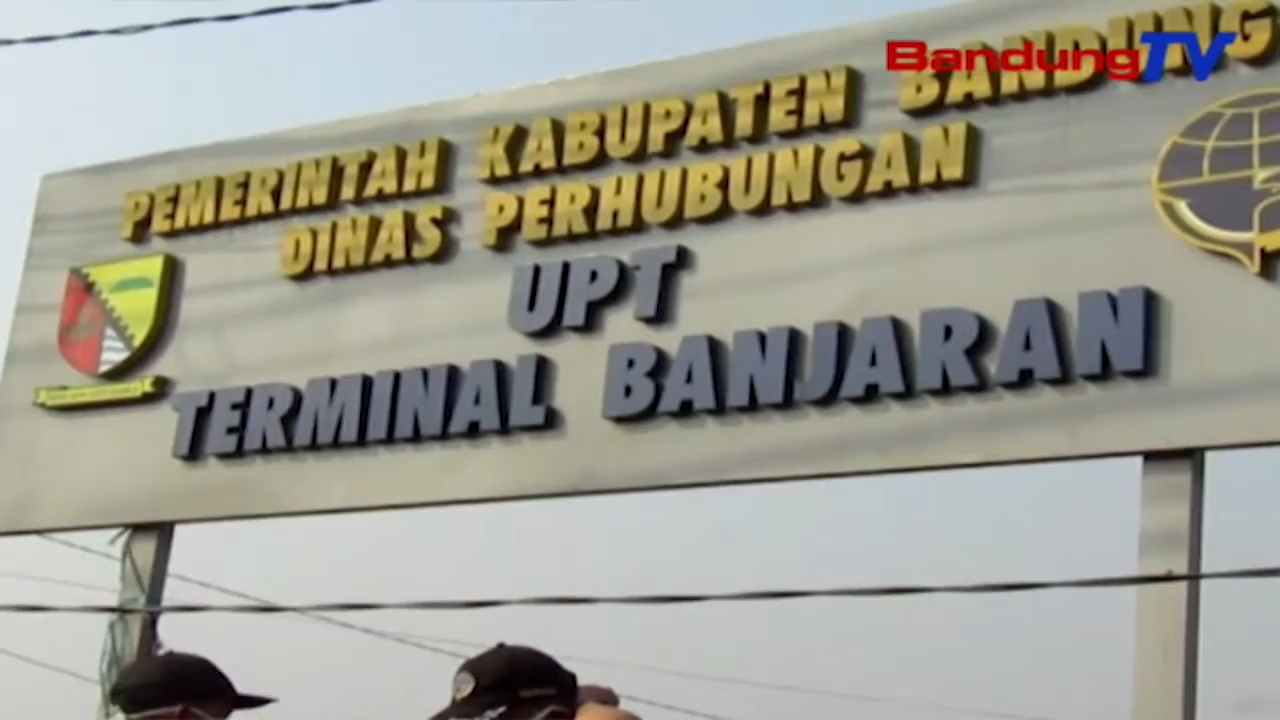 BandungTV
PEMERINTAH KABUPATEN BANDUNG
DINAS PERHUBUNGAN
UPT
TERMINAL BANJARAN